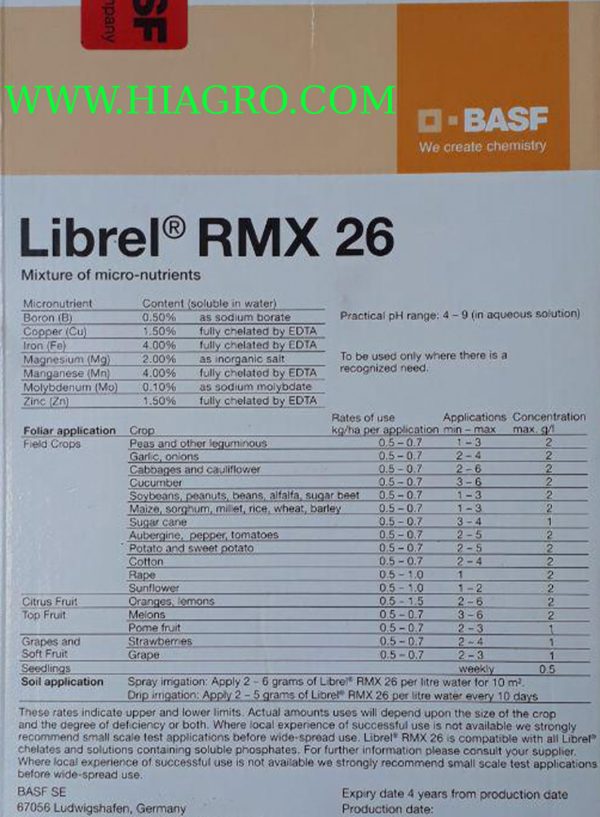 SF
mpany
WWW.HIAGRO.COM
BASF
We create chemistry
Librel® RMX 26
Mixture of micro-nutrients
Micronutrient Content (soluble in water)
Boron (B) 0.50% as sodium borate
Copper (Cu) 1.50% fully chelated by EDTA
Iron (Fe) 4.00% fully chelated by EDTA
Magnesium (Mg) 2.00% as inorganic salt
Manganese (Mn) 4.00% fully chelated by EDTA
Molybdenum (Mo) 0.10% as sodium molybdate
Zinc (Zn) 1.50% fully chelated by EDTA
Practical pH range: 4 – 9 (in aqueous solution)
To be used only where there is a
recognized need.
Rates of use Applications Concentration
Foliar application Crop kg/ha per application min – max max. g/l
Field Crops Peas and other leguminous 0.5 – 0.7 1 – 3 2
Garlic, onions 0.5 – 0.7 2 – 4 2
Cabbages and cauliflower 0.5 – 0.7 2 – 6 2
Cucumber 0.5 – 0.7 3 – 6 2
Soybeans, peanuts, beans, alfalfa, sugar beet 0.5 – 0.7 1 – 3 2
Maize, sorghum, millet, rice, wheat, barley 0.5 – 0.7 1 – 3 2
Sugar cane 0.5 – 0.7 3 – 4 1
Aubergine, pepper, tomatoes 0.5 – 0.7 2 – 5 2
Potato and sweet potato 0.5 – 0.7 2 – 5 2
Cotton 0.5 – 0.7 2 – 4 2
Rape 0.5 – 1.0 1 2
Sunflower 0.5 – 1.0 1 – 2 2
Citrus Fruit Oranges, lemons 0.5 – 1.5 2 – 6 2
Top Fruit Melons 0.5 – 0.7 3 – 6 2
Pome fruit 0.5 – 0.7 2 – 3 1
Grapes and Strawberries 0.5 – 0.7 2 – 4 1
Soft Fruit Grape 0.5 – 0.7 2 – 3 1
Seedlings weekly 0.5
Soil application Spray irrigation: Apply 2 – 6 grams of Librel® RMX 26 per litre water for 10 m².
Drip irrigation: Apply 2 – 5 grams of Librel® RMX 26 per litre water every 10 days
These rates indicate upper and lower limits. Actual amounts uses will depend upon the size of the crop
and the degree of deficiency or both. Where local experience of successful use is not available we strongly
recommend small scale test applications before wide-spread use. Librel® RMX 26 is compatible with all Librel®
chelates and solutions containing soluble phosphates. For further information please consult your supplier.
Where local experience of successful use is not available we strongly recommend small scale test applications
before wide-spread use.
BASF SE
67056 Ludwigshafen, Germany
Expiry date 4 years from production date
Production date: